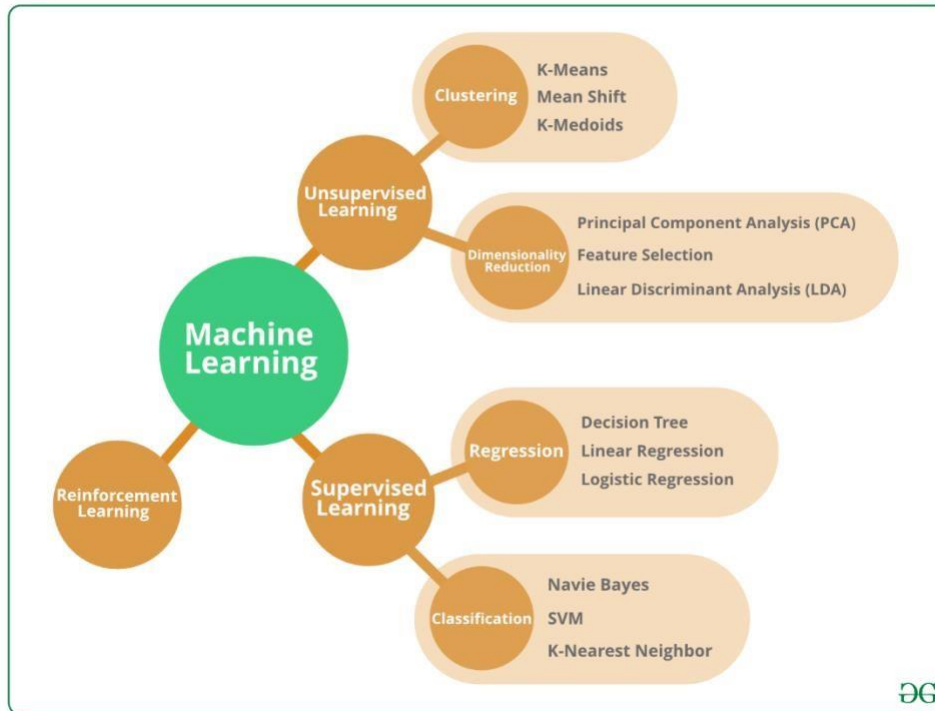 Machine
Learning
Unsupervised
Learning
Clustering
K-Means
Mean Shift
K-Medoids
Dimensionality
Reduction
Principal Component Analysis (PCA)
Feature Selection
Linear Discriminant Analysis (LDA)
Supervised
Learning
Regression
Decision Tree
Linear Regression
Logistic Regression
Classification
Navie Bayes
SVM
K-Nearest Neighbor
Reinforcement
Learning